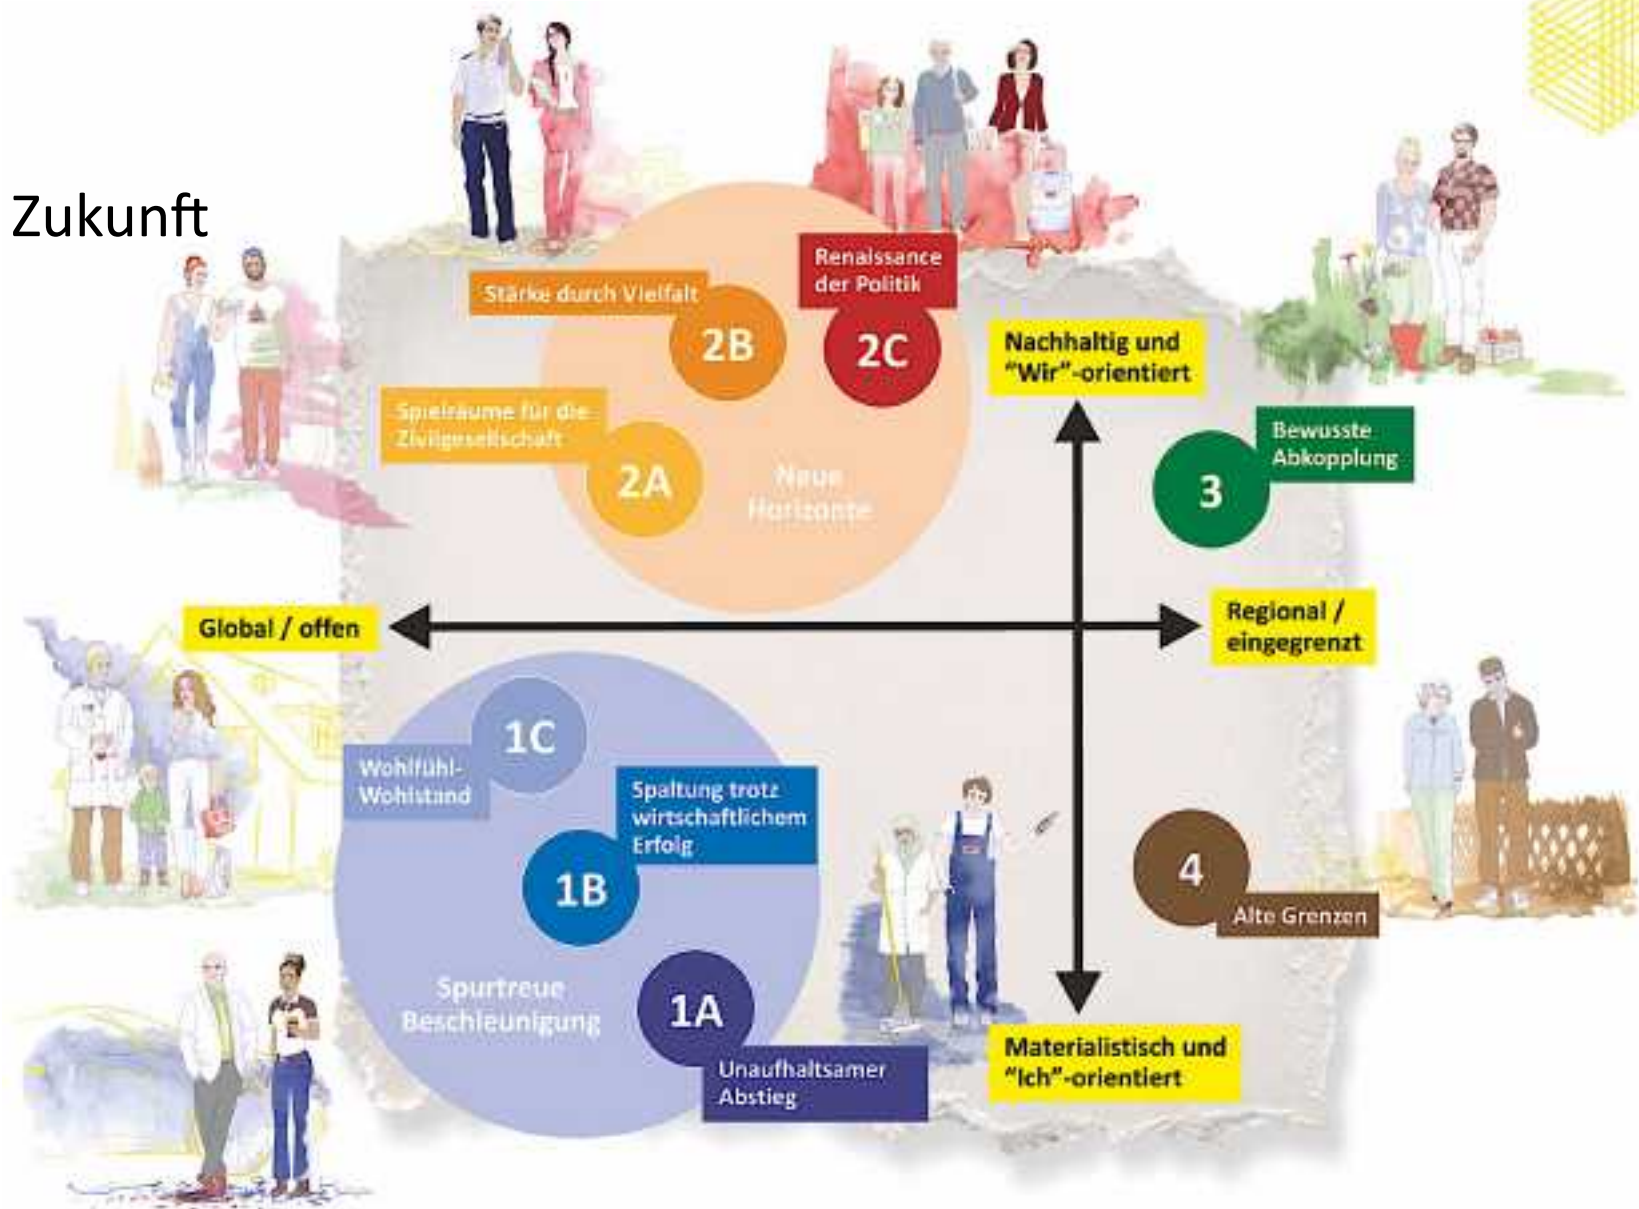 Zukunft
Renaissance
der Politik
Stärke durch Vielfalt
2B
2C
Nachhaltig und
"Wir"-orientiert
Spielräume für die
Zivilgesellschaft
2A
Neue
Horizonte
Bewusste
Abkopplung
3
Global / offen
Regional /
eingegrenzt
1C
Wohlfühl-
Wohlstand
Spaltung trotz
wirtschaftlichem
Erfolg
1B
4
Alte Grenzen
Spurtreue
Beschleunigung
1A
Unaufhaltsamer
Abstieg
Materialistisch und
"Ich"-orientiert